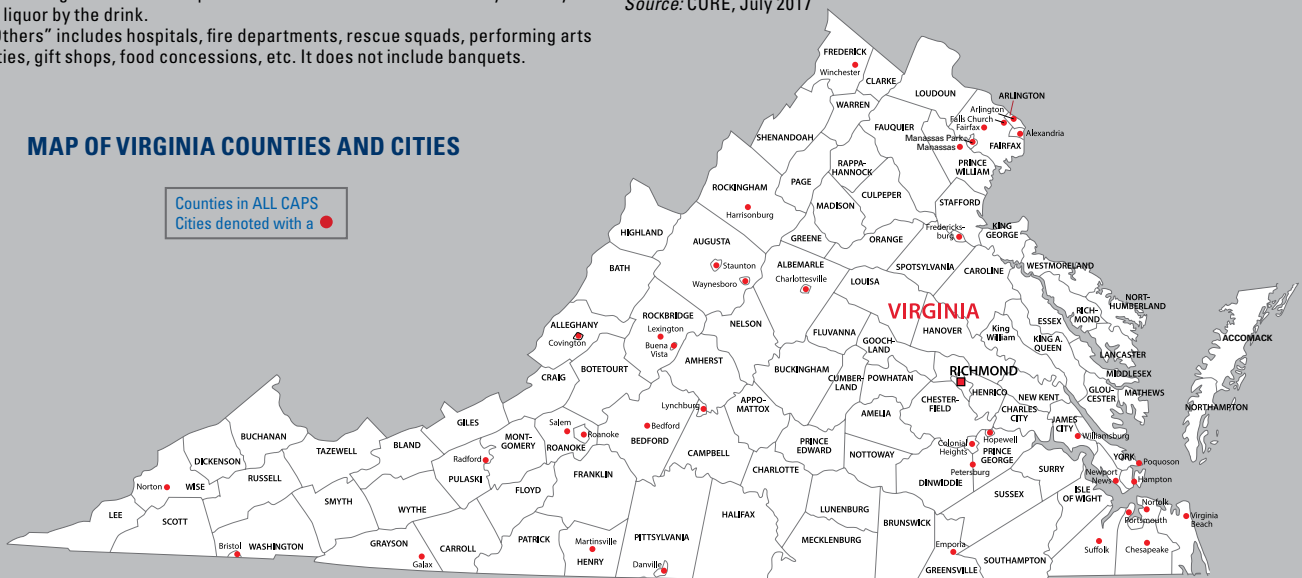 liquor by the drink.
Others” includes hospitals, fire departments, rescue squads, performing arts
ties, gift shops, food concessions, etc. It does not include banquets.
Source: CORE, July 2017
MAP OF VIRGINIA COUNTIES AND CITIES
Counties in ALL CAPS
Cities denoted with a
FREDERICK
Winchester
CLARKE
LOUDOUN
ARLINGTON
Arlington
Falls Church
Fairfax
Alexandria
WARREN
FAUQUIER
Manassas Park
Manassas
FAIRFAX
SHENANDOAH
PRINCE
WILLIAM
RAPPA-
HANNOCK
PAGE
ROCKINGHAM
Harrisonburg
CULPEPER
MADISON
STAFFORD
HIGHLAND
AUGUSTA
GREENE
ORANGE
Fredericks-
burg
KING
GEORGE
BATH
Staunton
ALBEMARLE
Charlottesville
Waynesboro
LOUISA
SPOTSYLVANIA
CAROLINE
WESTMORELAND
NORT-
HUMBERLAND
RICH-
MOND
ESSEX
VIRGINIA
ALLEGHANY
Covington
ROCKBRIDGE
Lexington
Buena
Vista
NELSON
FLUVANNA
GOOCH-
LAND
HANOVER
King
William
KING A.
QUEEN
LANCASTER
ACCOMACK
AMHERST
CRAIG
BOTETOURT
BUCKINGHAM
CUMBER-
LAND
POWHATAN
RICHMOND
HENRICO
NEW KENT
MIDDLESEX
GLOU-
CESTER
MATHEWS
NORTHAMPTON
Lynchburg
APPO-
MATTOX
AMELIA
CHESTER-
FIELD
CHARLES
CITY
JAMES
CITY
Williamsburg
GILES
MONT-
GOMERY
Salem
Roanoke
ROANOKE
Bedford
BEDFORD
CAMPBELL
PRINCE
EDWARD
NOTTOWAY
Colonial
Heights
Hopewell
PRINCE
GEORGE
Petersburg
YORK
Poquoson
BUCHANAN
TAZEWELL
BLAND
Radford
PULASKI
DICKENSON
RUSSELL
Norton
WISE
FLOYD
FRANKLIN
CHARLOTTE
DINWIDDIE
SURRY
Newport
News
Hampton
SMYTH
WYTHE
LEE
SCOTT
SUSSEX
ISLE
OF WIGHT
Norfolk
Portsmouth
Virginia
Beach
HALIFAX
LUNENBURG
BRUNSWICK
MECKLENBURG
Bristol
WASHINGTON
GRAYSON
Galax
CARROLL
PATRICK
Martinsville
HENRY
PITTSYLVANIA
Danville
Emporia
GREENSVILLE
SOUTHAMPTON
Suffolk
Chesapeake